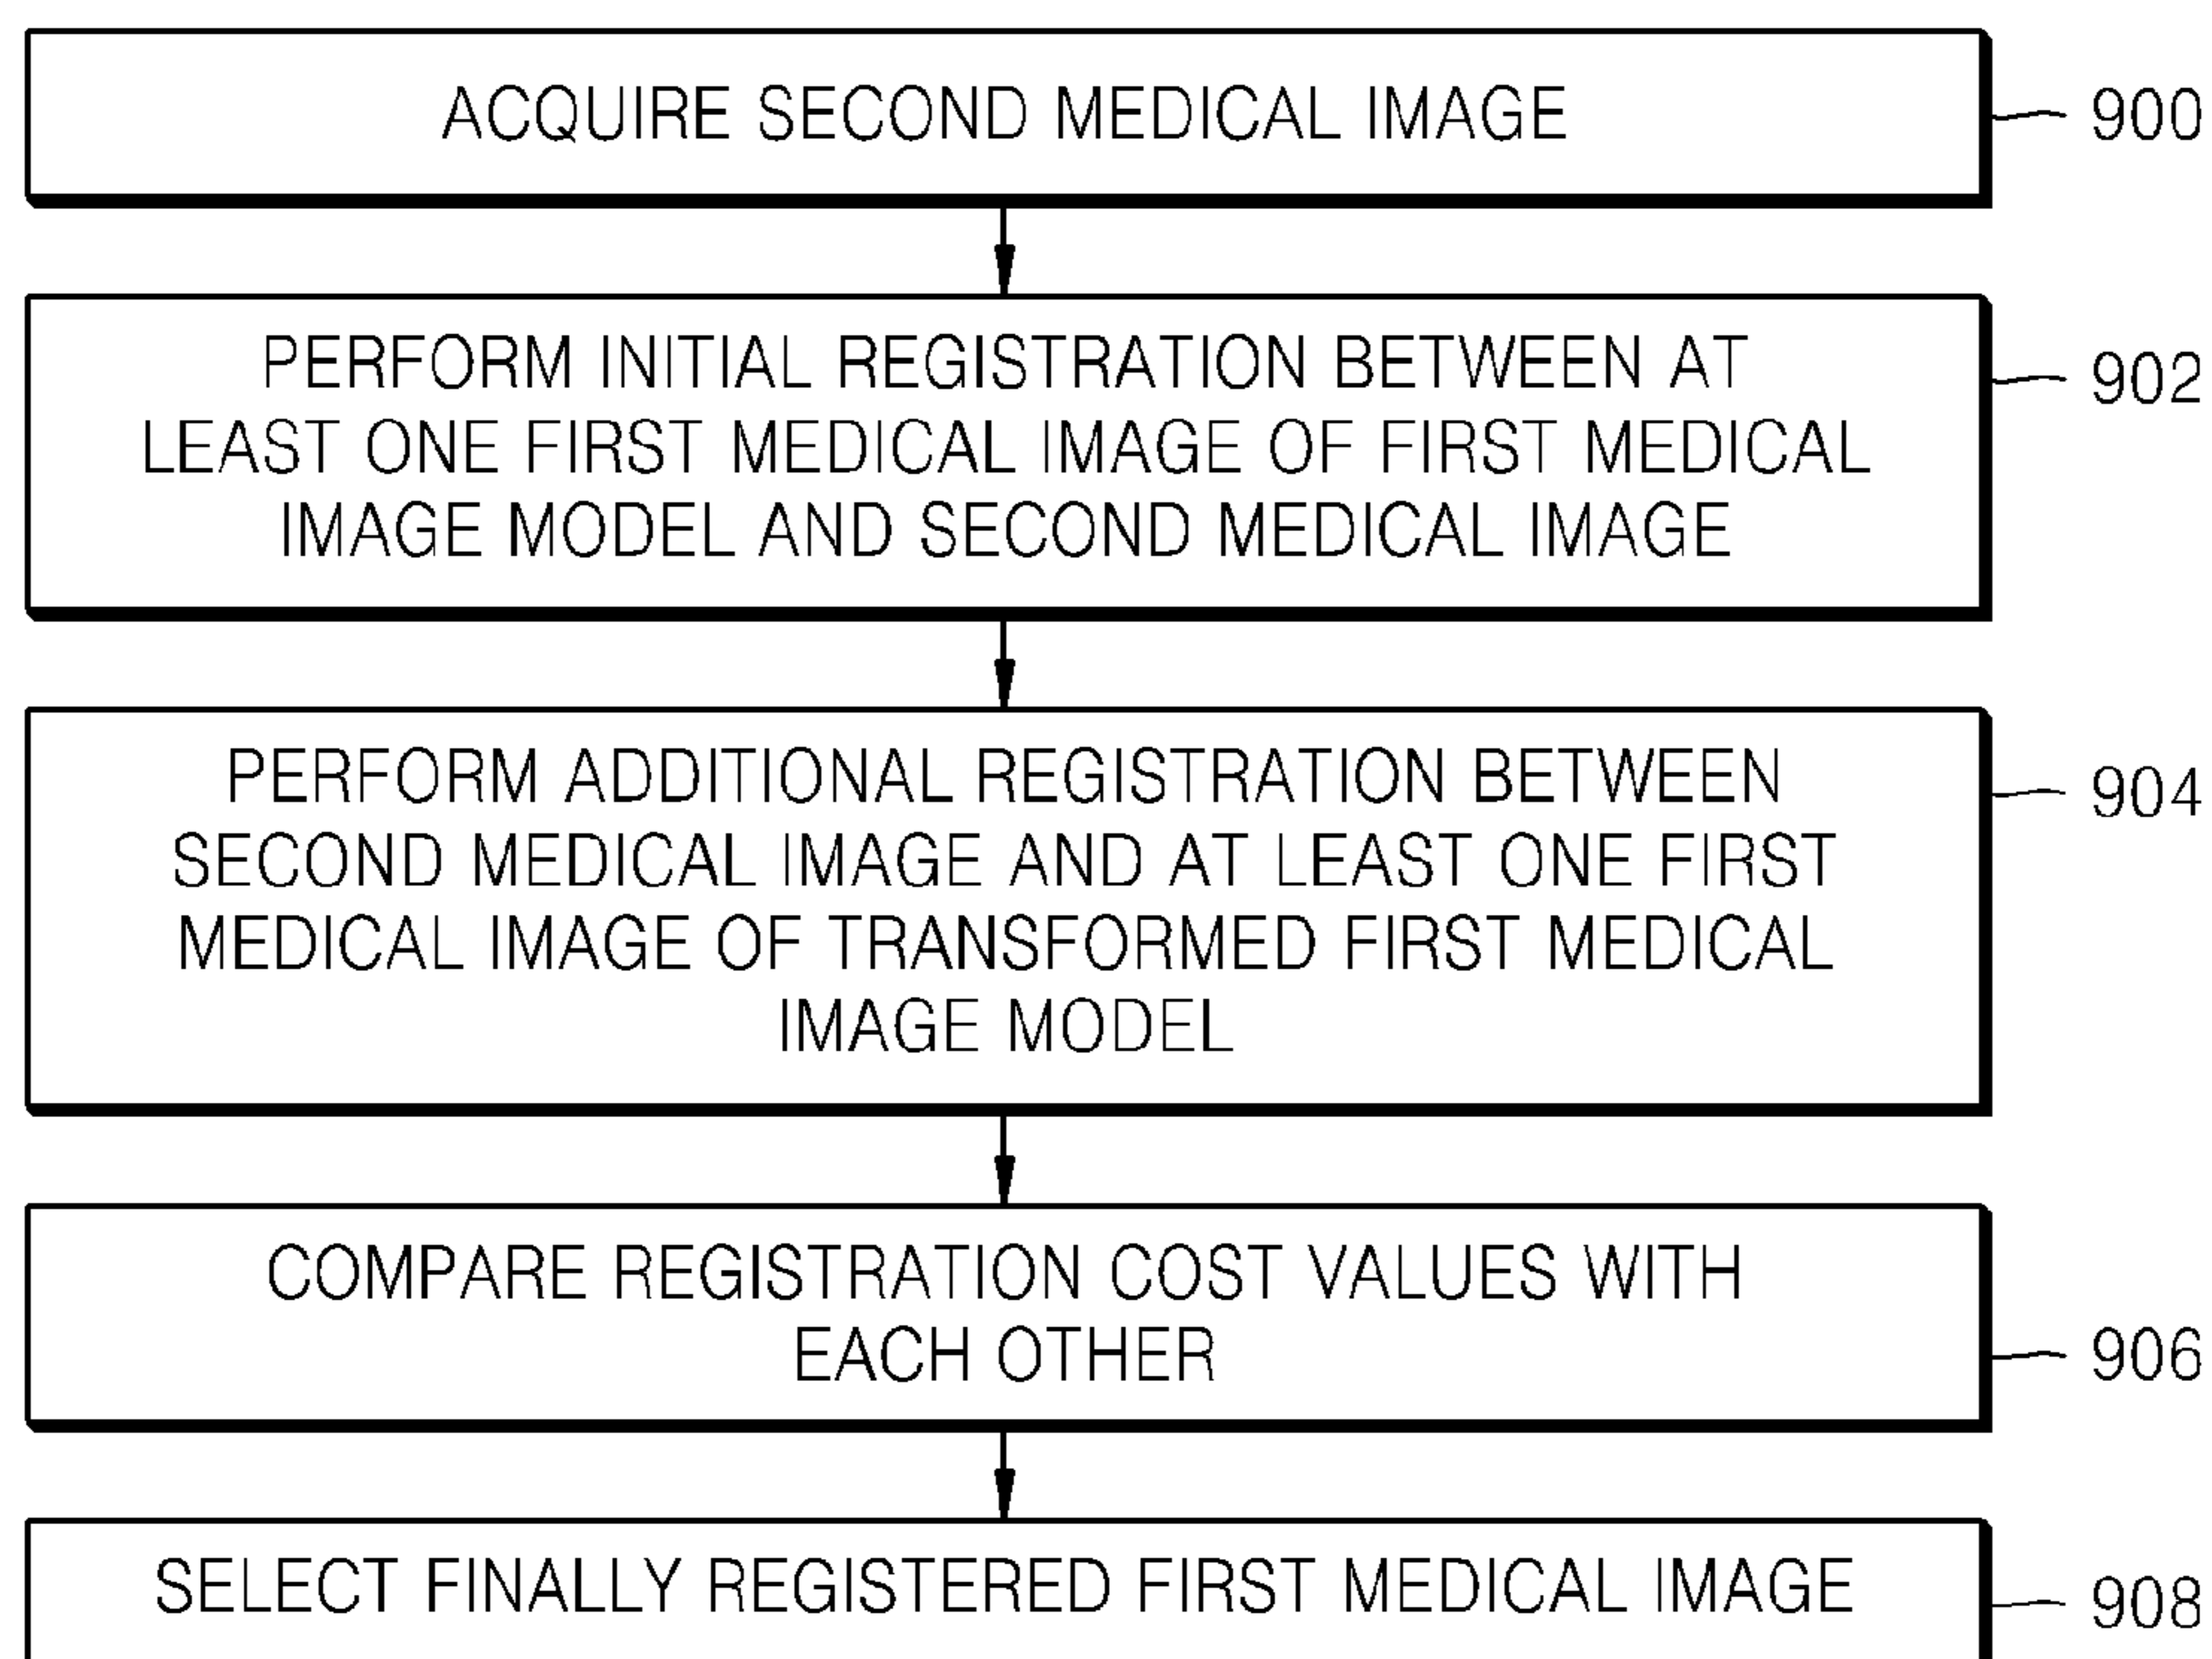 ACQUIRE SECOND MEDICAL IMAGE
900
PERFORM INITIAL REGISTRATION BETWEEN AT
LEAST ONE FIRST MEDICAL IMAGE OF FIRST MEDICAL
IMAGE MODEL AND SECOND MEDICAL IMAGE
902
PERFORM ADDITIONAL REGISTRATION BETWEEN
SECOND MEDICAL IMAGE AND AT LEAST ONE FIRST
MEDICAL IMAGE OF TRANSFORMED FIRST MEDICAL
IMAGE MODEL
904
COMPARE REGISTRATION COST VALUES WITH
EACH OTHER
906
SELECT FINALLY REGISTERED FIRST MEDICAL IMAGE
908